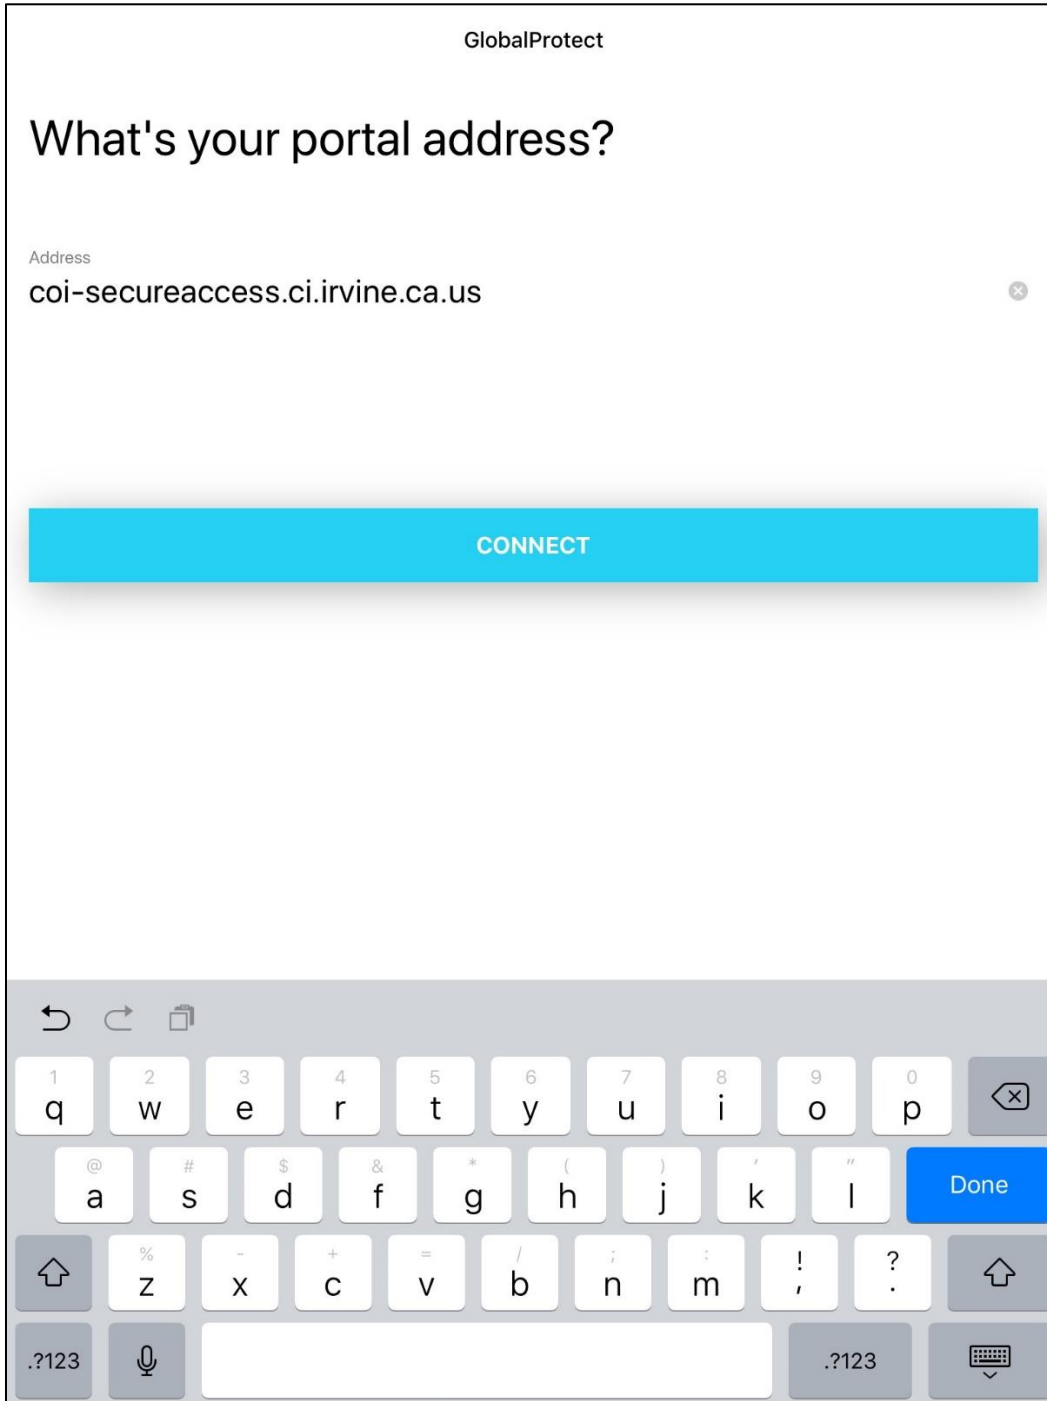 GlobalProtect
What's your portal address?
Address
coi-secureaccess.ci.irvine.ca.us
CONNECT
1 2 3 4 5 6 7 8 9 0
q w e r t y u i o p
@ # $ & * ( ) ' "
a s d f g h j k l Done
% - + = / ; : ! ?
z x c v b n m , .
.?123 .?123